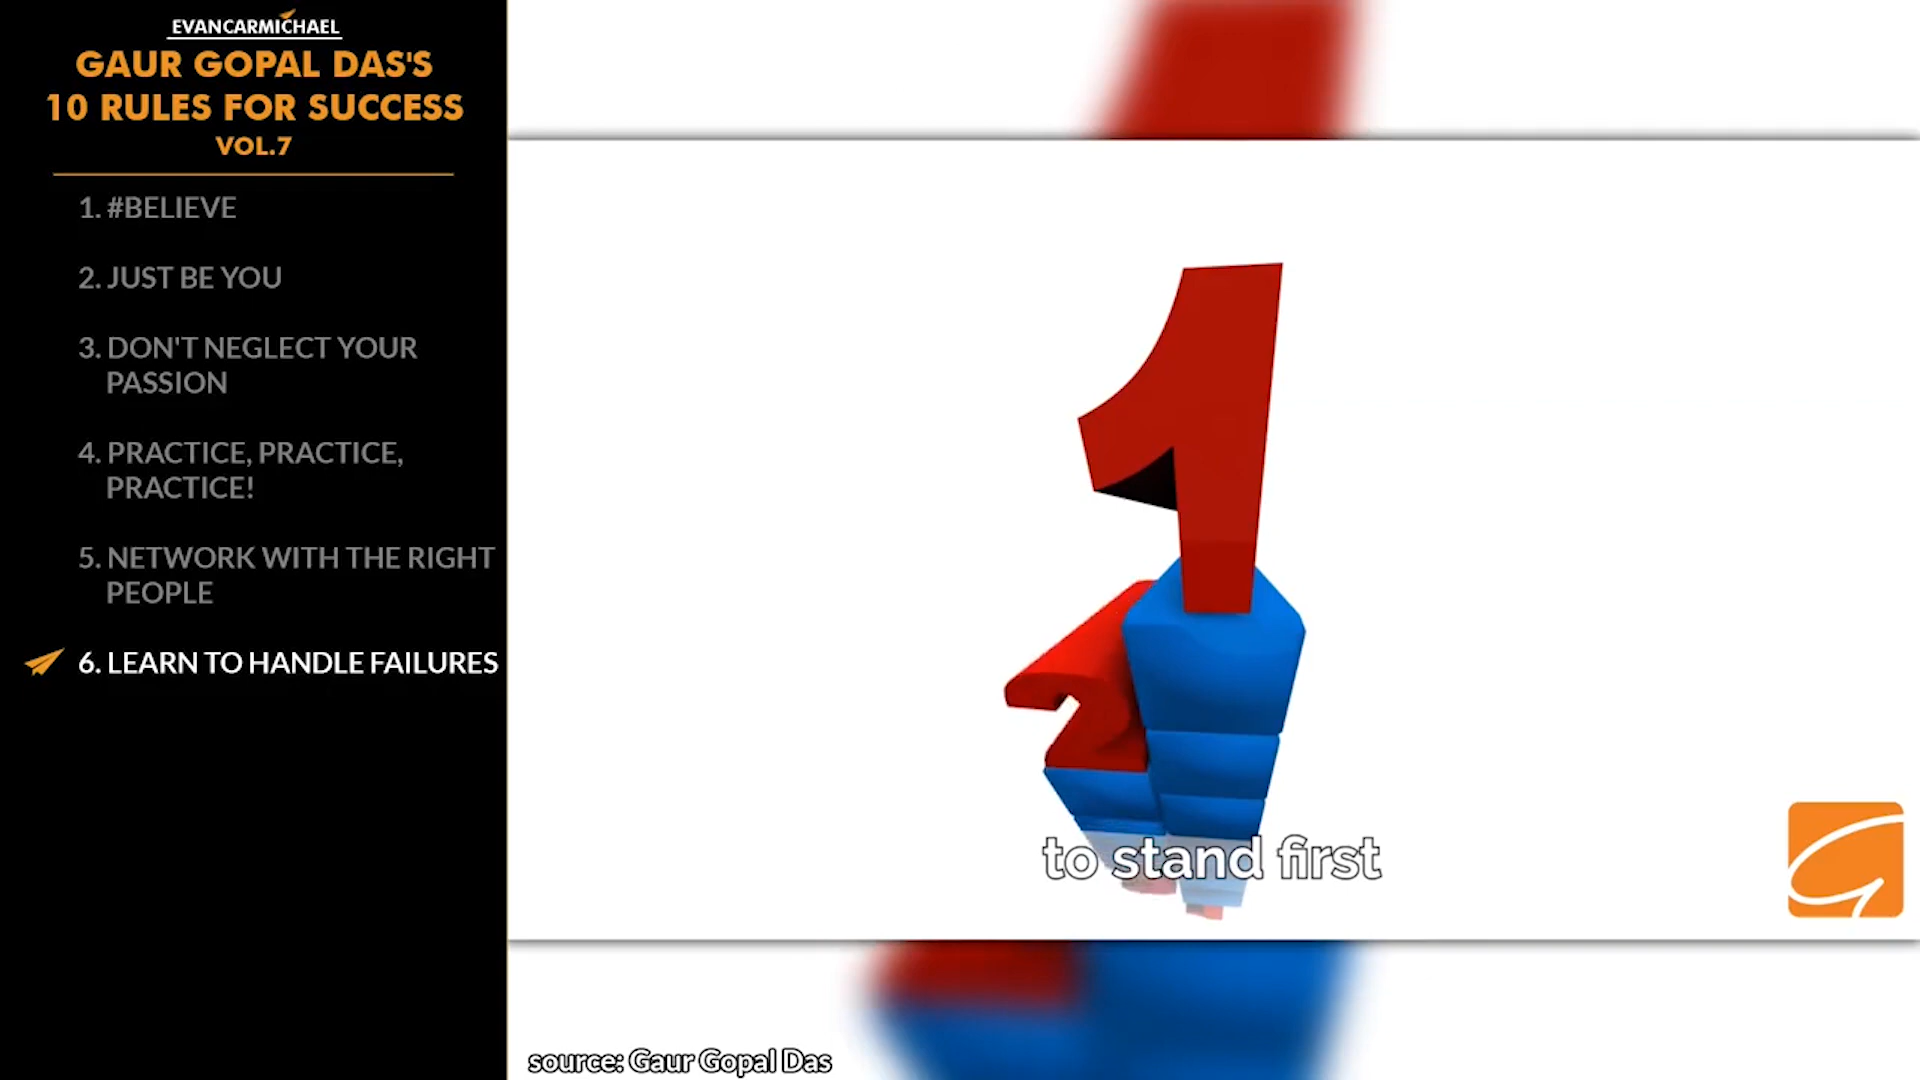 EVANCARMICHAEL
GAUR GOPAL DAS'S
10 RULES FOR SUCCESS
VOL.7
1. #BELIEVE
2. JUST BE YOU
3. DON'T NEGLECT YOUR
PASSION
4. PRACTICE, PRACTICE,
PRACTICE!
5. NETWORK WITH THE RIGHT
PEOPLE
6. LEARN TO HANDLE FAILURES
1
2
to stand first
source: Gaur Gopal Das